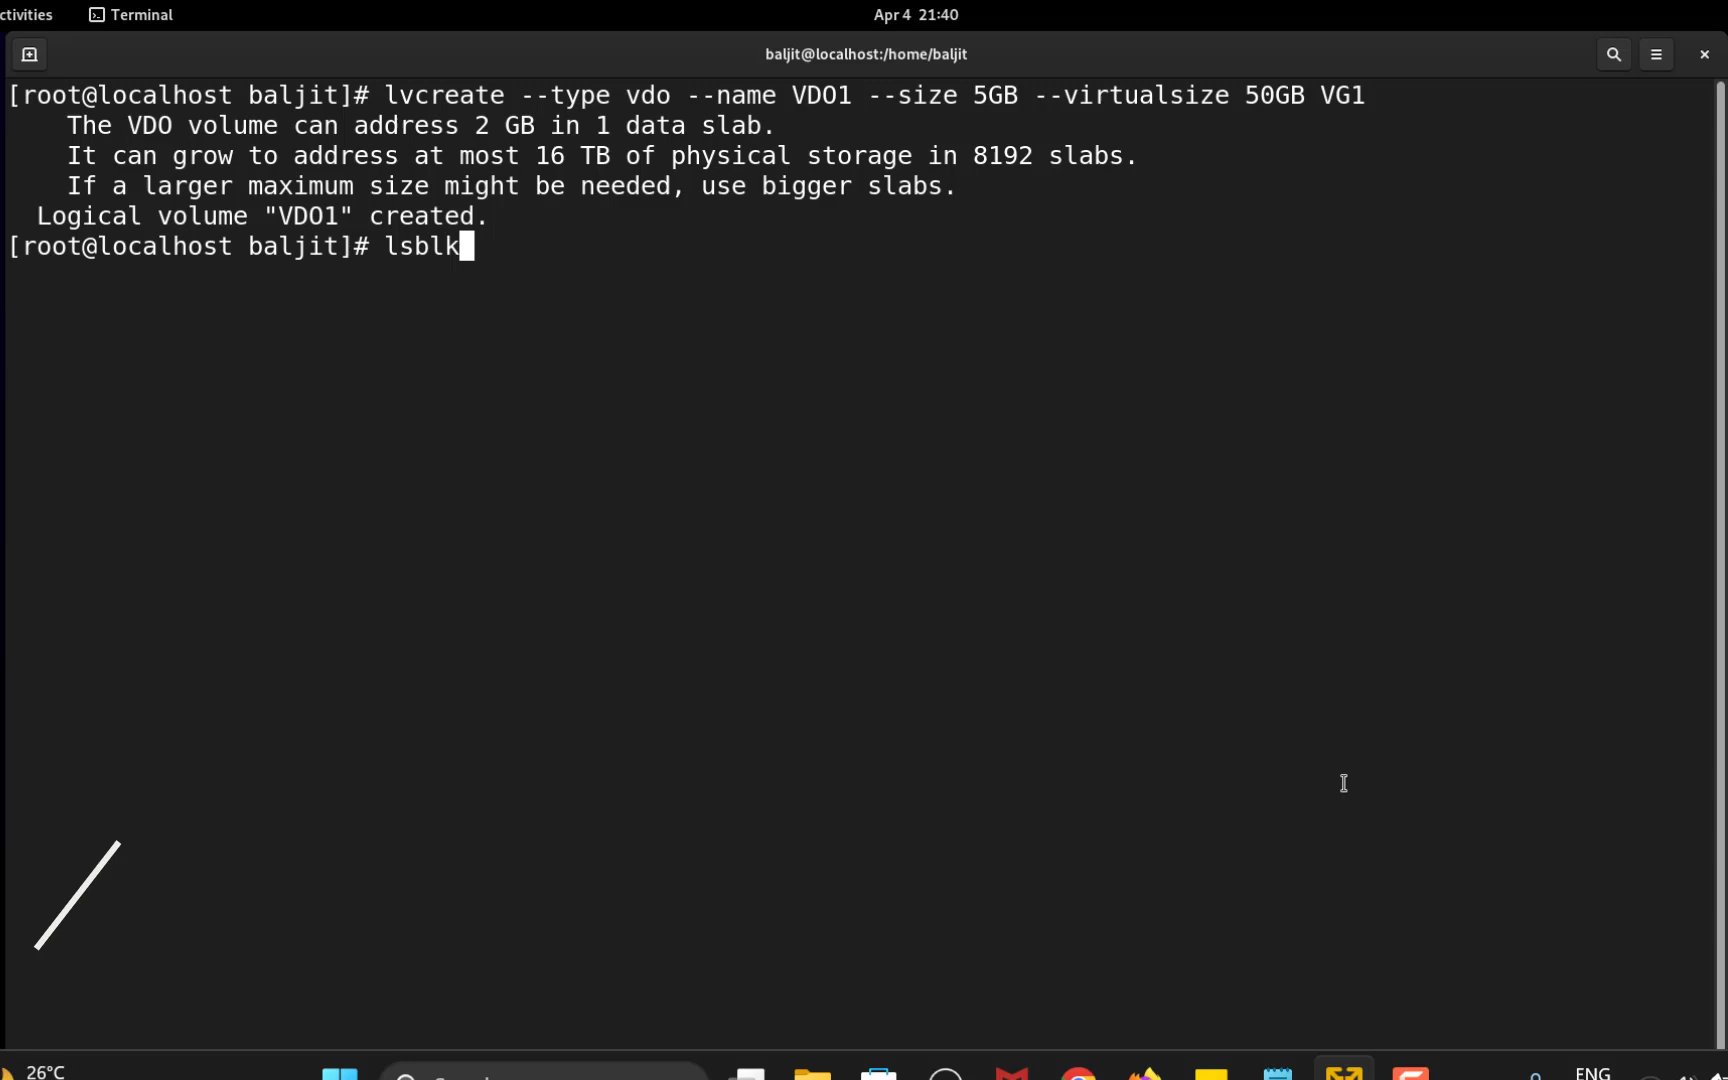 ctivities
Terminal
Apr 4 21:40
baljit@localhost:/home/baljit
[root@localhost baljit]# lvcreate --type vdo --name VDO1 --size 5GB --virtualsize 50GB VG1
The VDO volume can address 2 GB in 1 data slab.
It can grow to address at most 16 TB of physical storage in 8192 slabs.
If a larger maximum size might be needed, use bigger slabs.
Logical volume "VDO1" created.
[root@localhost baljit]# lsblk
26°C
ENG